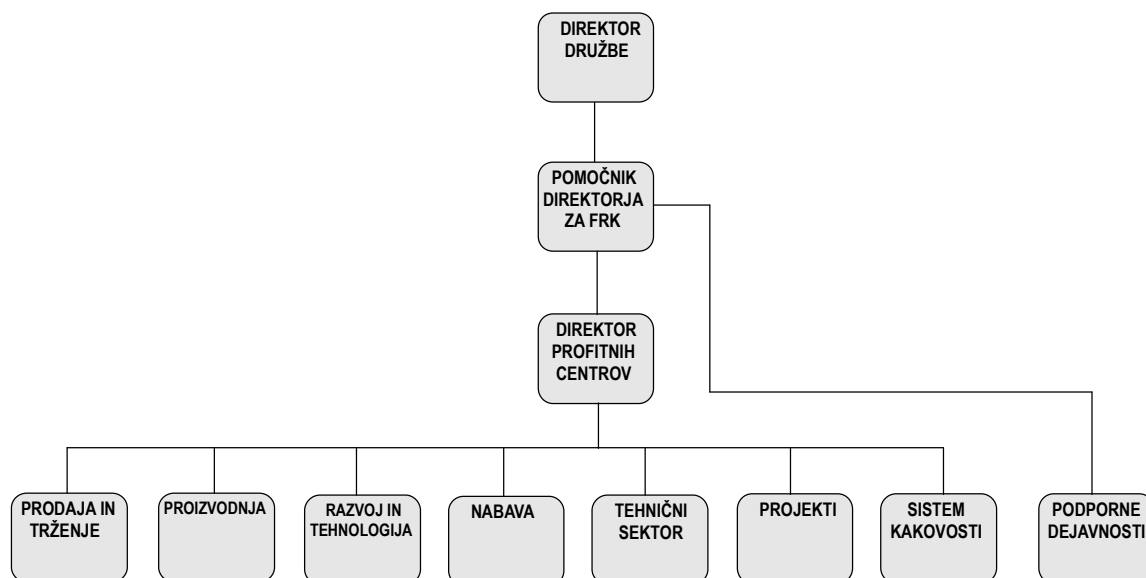 DIREKTOR
DRUŽBE
POMOČNIK
DIREKTORJA
ZA FRK
DIREKTOR
PROFITNIH
CENTROV
PRODAJA IN
TRŽENJE
PROIZVODNJA
RAZVOJ IN
TEHNOLOGIJA
NABAVA
TEHNIČNI
SEKTOR
PROJEKTI
SISTEM
KAKOVOSTI
PODPORNE
DEJAVNOSTI